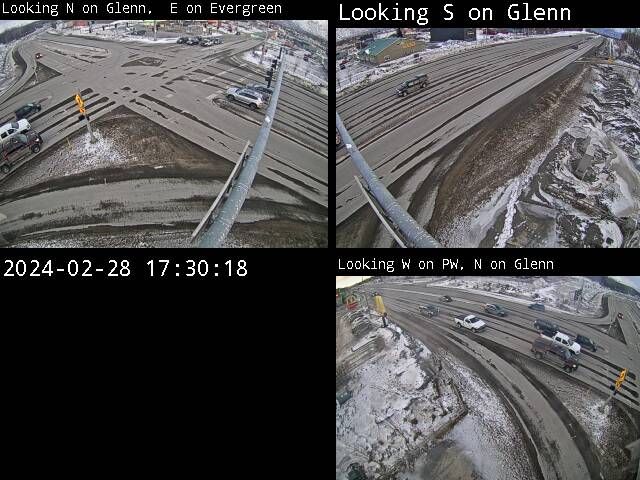 Looking N on Glenn,  E on Evergreen
Looking S on Glenn
2024-02-28 17:30:18
Looking W on PW, N on Glenn